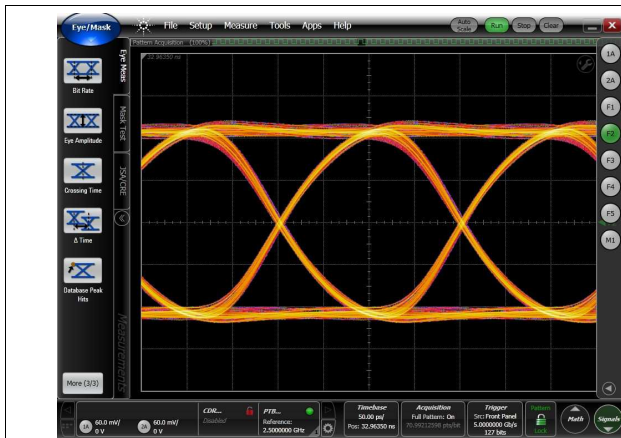 Eye/Mask
File Setup Measure Tools Apps Help
Auto Scale
Run
Stop
Clear
Pattern Acquisition (100%)
32.96350 ns
Eye Meas
Mask Test
JSA/CRE
Bit Rate
Eye Amplitude
Crossing Time
Δ Time
Database Peak
Hits
More (3/3)
Measurements
1A
2A
F1
F2
F3
F4
F5
M1
1A 60.0 mV/
0 V
2A 60.0 mV/
0 V
CDR...
Disabled
PTB...
Reference:
2.5000000 GHz
Timebase
50.00 ps/
Pos: 32.96350 ns
Acquisition
Full Pattern: On
Trigger
Src: Front Panel
5.0000000 Gb/s
127 bits
Pattern
Lock
Math
Signals